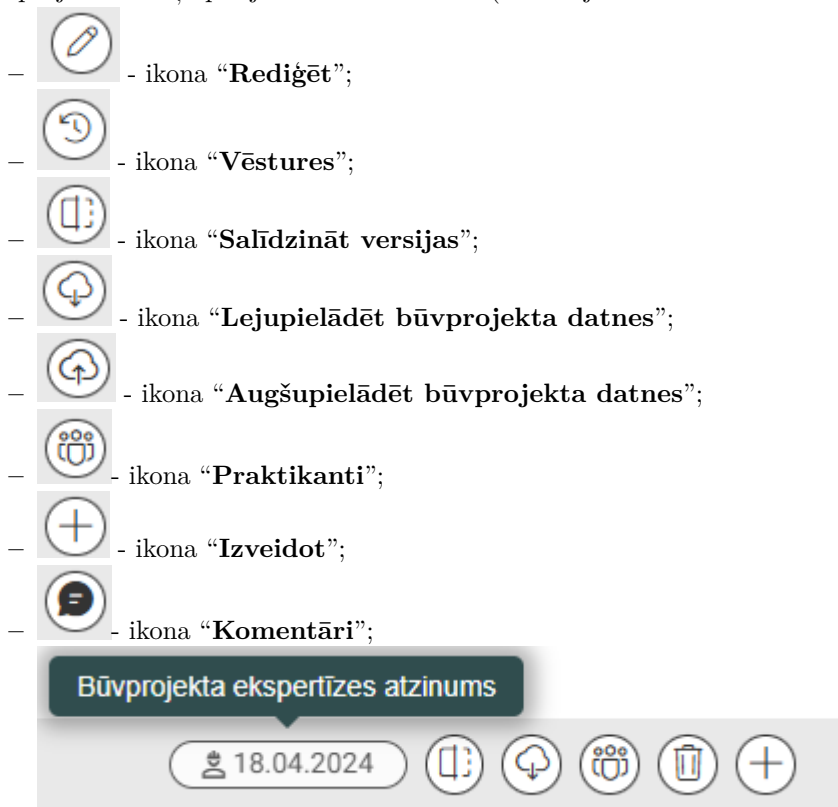 – - ikona “Rediģēt”;
– - ikona “Vēstures”;
– - ikona “Salīdzināt versijas”;
– - ikona “Lejupielādēt būvprojekta datnes”;
– - ikona “Augšupielādēt būvprojekta datnes”;
– - ikona “Praktikanti”;
– - ikona “Izveidot”;
– - ikona “Komentāri”;
Būvprojekta ekspertīzes atzinums
18.04.2024